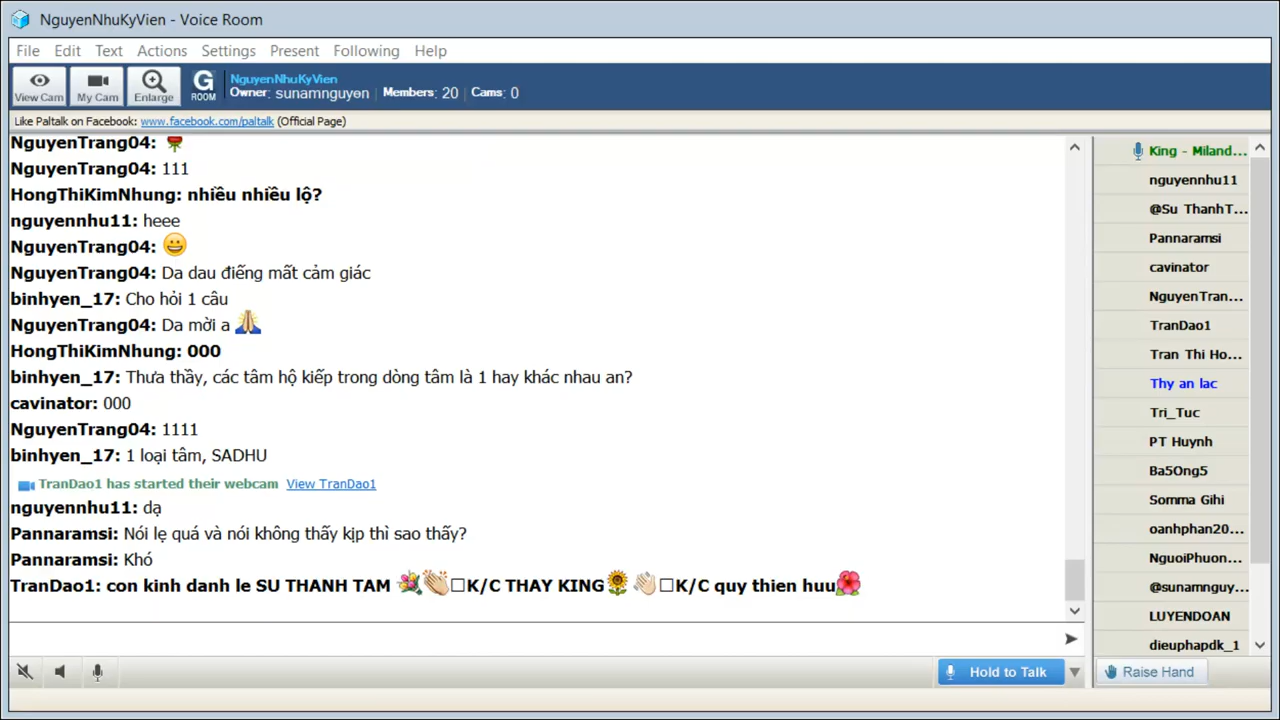 NguyenNhuKyVien - Voice Room
File Edit Text Actions Settings Present Following Help
View Cam My Cam Enlarge G ROOM
NguyenNhuKyVien
Owner: sunamnguyen | Members: 20 | Cams: 0
Like Paltalk on Facebook: www.facebook.com/paltalk (Official Page)
NguyenTrang04: 🌹
NguyenTrang04: 111
HongThiKimNhung: nhiều nhiều lộ?
nguyennhu11: heee
NguyenTrang04: 😀
NguyenTrang04: Da dau điếng mất cảm giác
binhyen_17: Cho hỏi 1 câu
NguyenTrang04: Da mời a 🙏
HongThiKimNhung: 000
binhyen_17: Thưa thầy, các tâm hộ kiếp trong dòng tâm là 1 hay khác nhau an?
cavinator: 000
NguyenTrang04: 1111
binhyen_17: 1 loại tâm, SADHU
TranDao1 has started their webcam View TranDao1
nguyennhu11: dạ
Pannaramsi: Nói lẹ quá và nói không thấy kịp thì sao thấy?
Pannaramsi: Khó
TranDao1: con kinh danh le SU THANH TAM 💐👏□K/C THAY KING🌻👏□K/C quy thien huu🌺
King - Miland...
nguyennhu11
@Su ThanhT...
Pannaramsi
cavinator
NguyenTran...
TranDao1
Tran Thi Ho...
Thy an lac
Tri_Tuc
PT Huynh
Ba5Ong5
Somma Gihi
oanhphan20...
NguoiPhuon...
@sunamnguy...
LUYENDOAN
dieuphapdk_1
Hold to Talk
Raise Hand